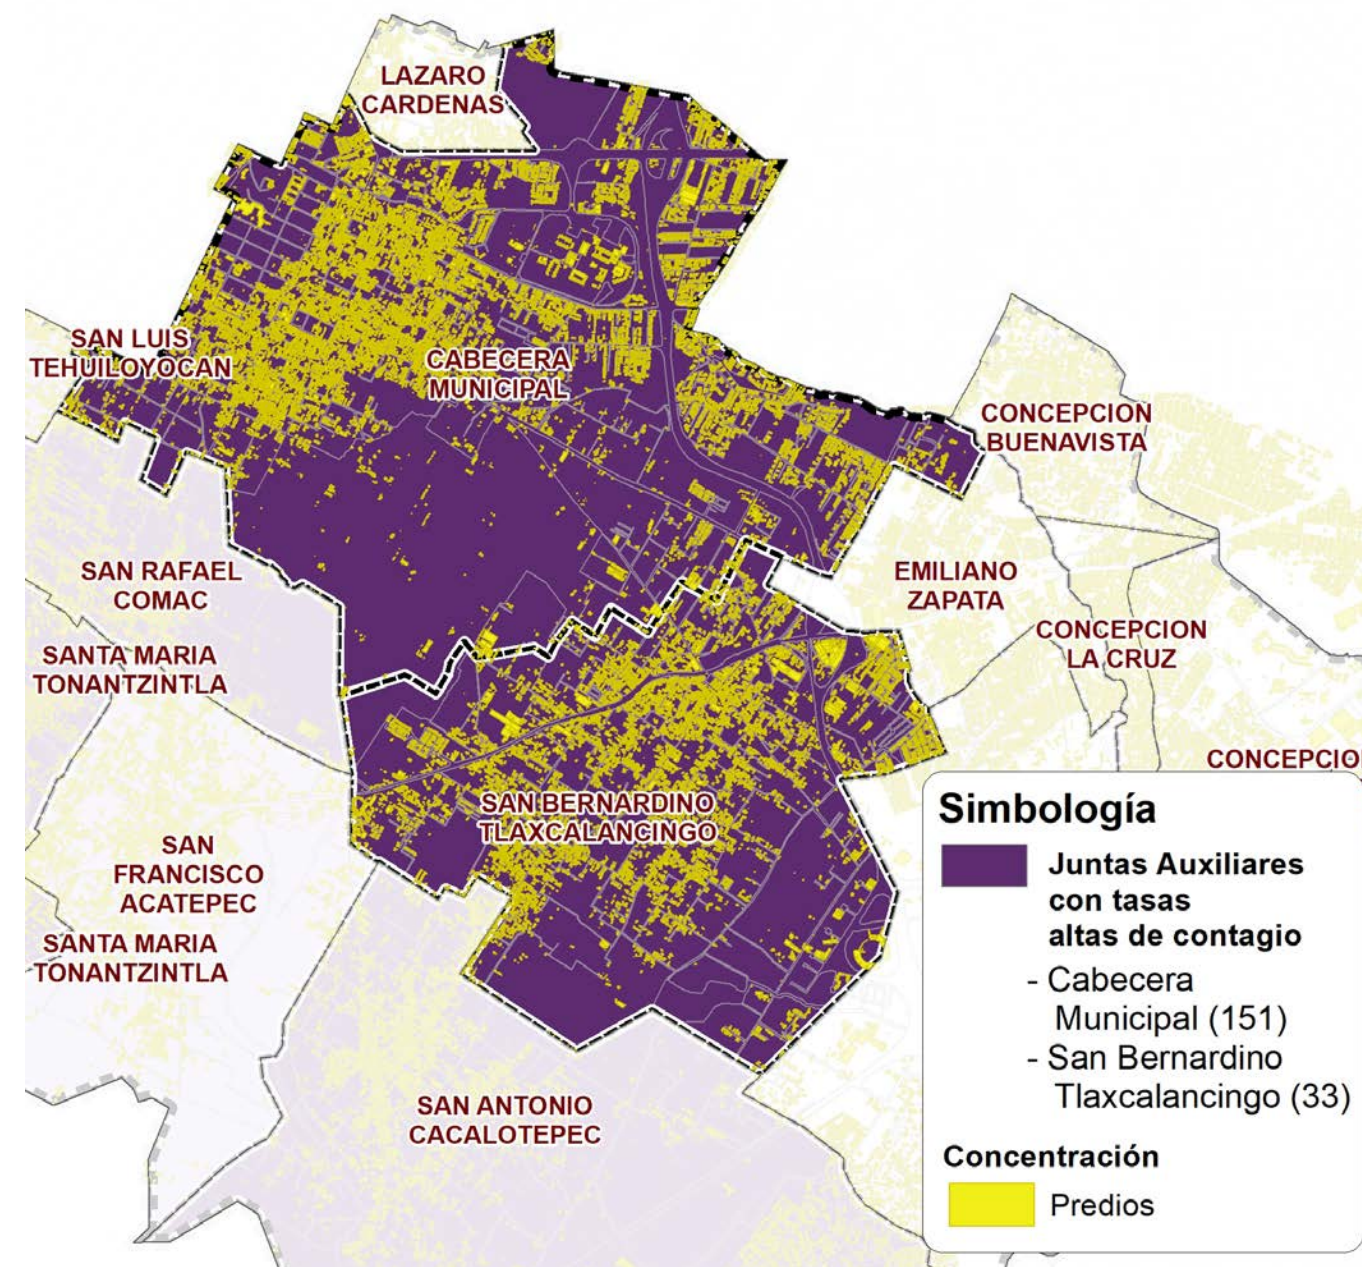 LAZARO
CARDENAS
SAN LUIS
TEHUILOYOCAN
CABECERA
MUNICIPAL
CONCEPCION
BUENAVISTA
SAN RAFAEL
COMAC
EMILIANO
ZAPATA
CONCEPCION
LA CRUZ
SANTA MARIA
TONANTZINTLA
CONCEPCIO
SAN BERNARDINO
TLAXCALANCINGO
SAN
FRANCISCO
ACATEPEC
SANTA MARIA
TONANTZINTLA
SAN ANTONIO
CACALOTEPEC
Simbología
Juntas Auxiliares
con tasas
altas de contagio
- Cabecera
Municipal (151)
- San Bernardino
Tlaxcalancingo (33)
Concentración
Predios